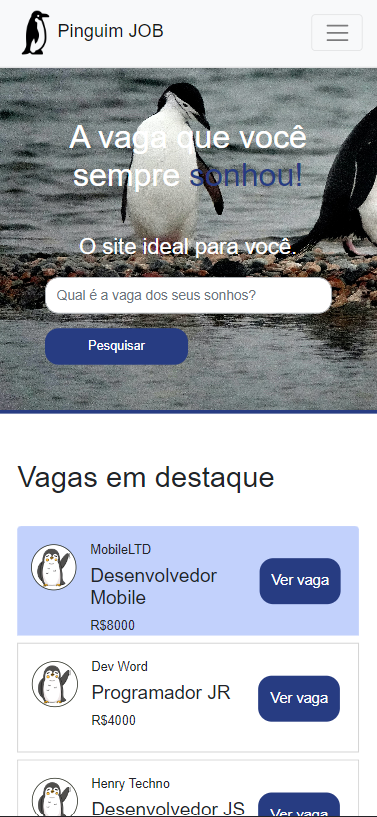 Pinguim JOB
A vaga que você
sempre sonhou!
O site ideal para você.
Qual é a vaga dos seus sonhos?
Pesquisar
Vagas em destaque
MobileLTD
Desenvolvedor
Mobile
R$8000
Ver vaga
Dev Word
Programador JR
R$4000
Ver vaga
Henry Techno
Desenvolvedor JS
Ver vaga